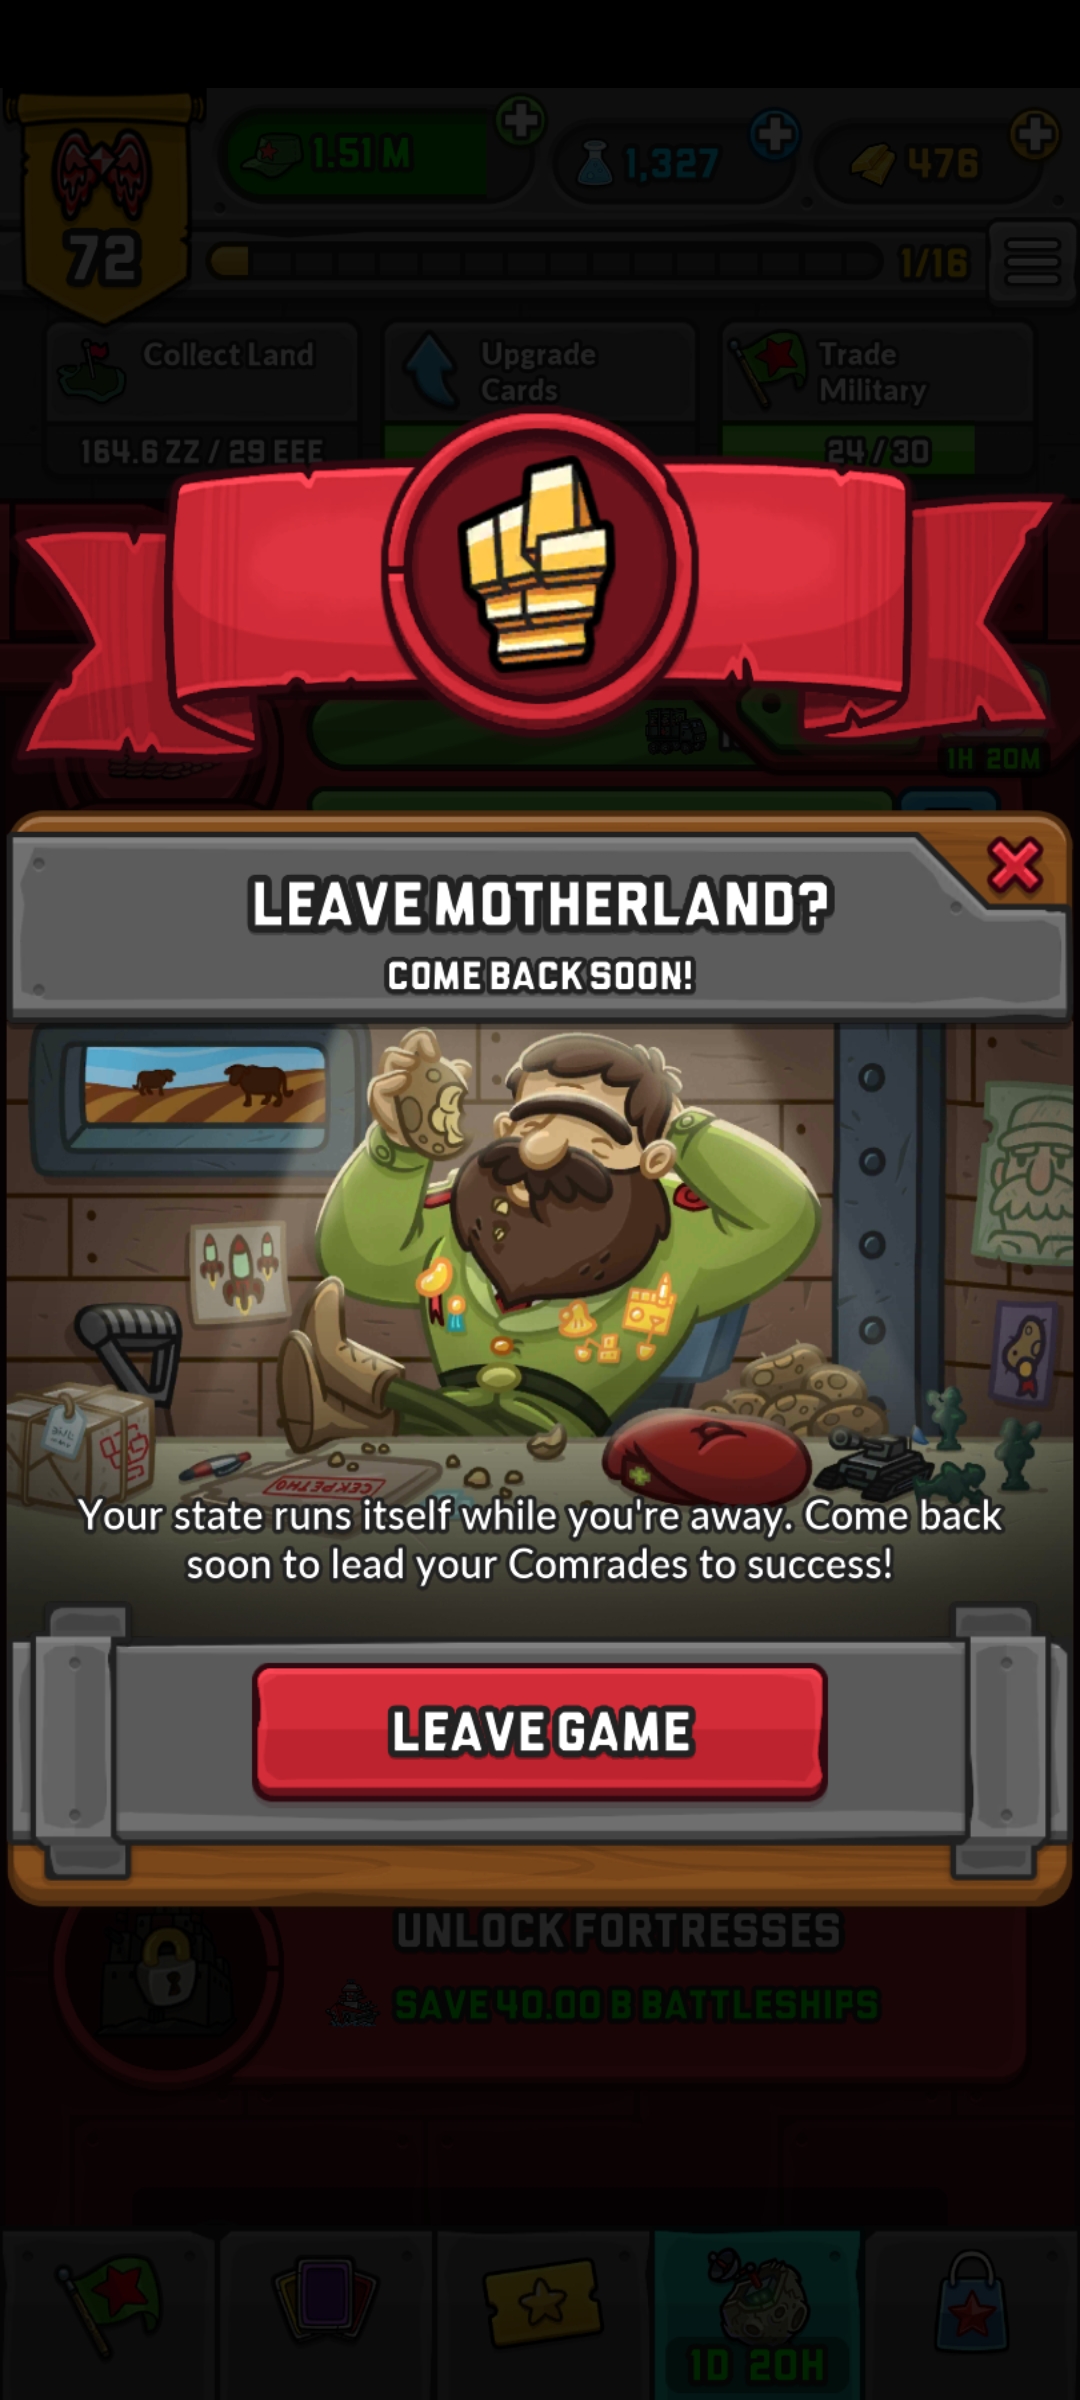 1.51 M
1,327
476
72
1/16
Collect Land
Upgrade
Cards
Trade
Military
164.6 ZZ / 29 EEE
24 / 30
1H 20M
LEAVE MOTHERLAND?
COME BACK SOON!
СЕКРЕТНО
Your state runs itself while you're away. Come back
soon to lead your Comrades to success!
LEAVE GAME
UNLOCK FORTRESSES
SAVE 40.00 B BATTLESHIPS
1D 20H